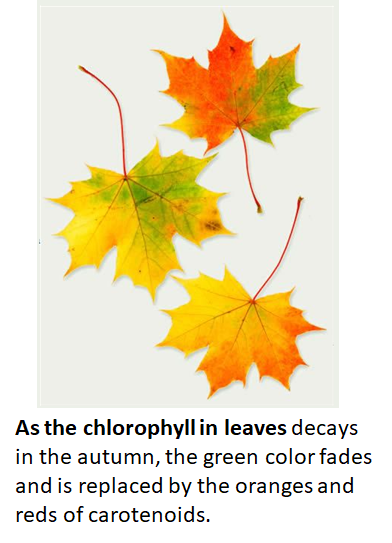 As the chlorophyll in leaves decays
in the autumn, the green color fades
and is replaced by the oranges and
reds of carotenoids.